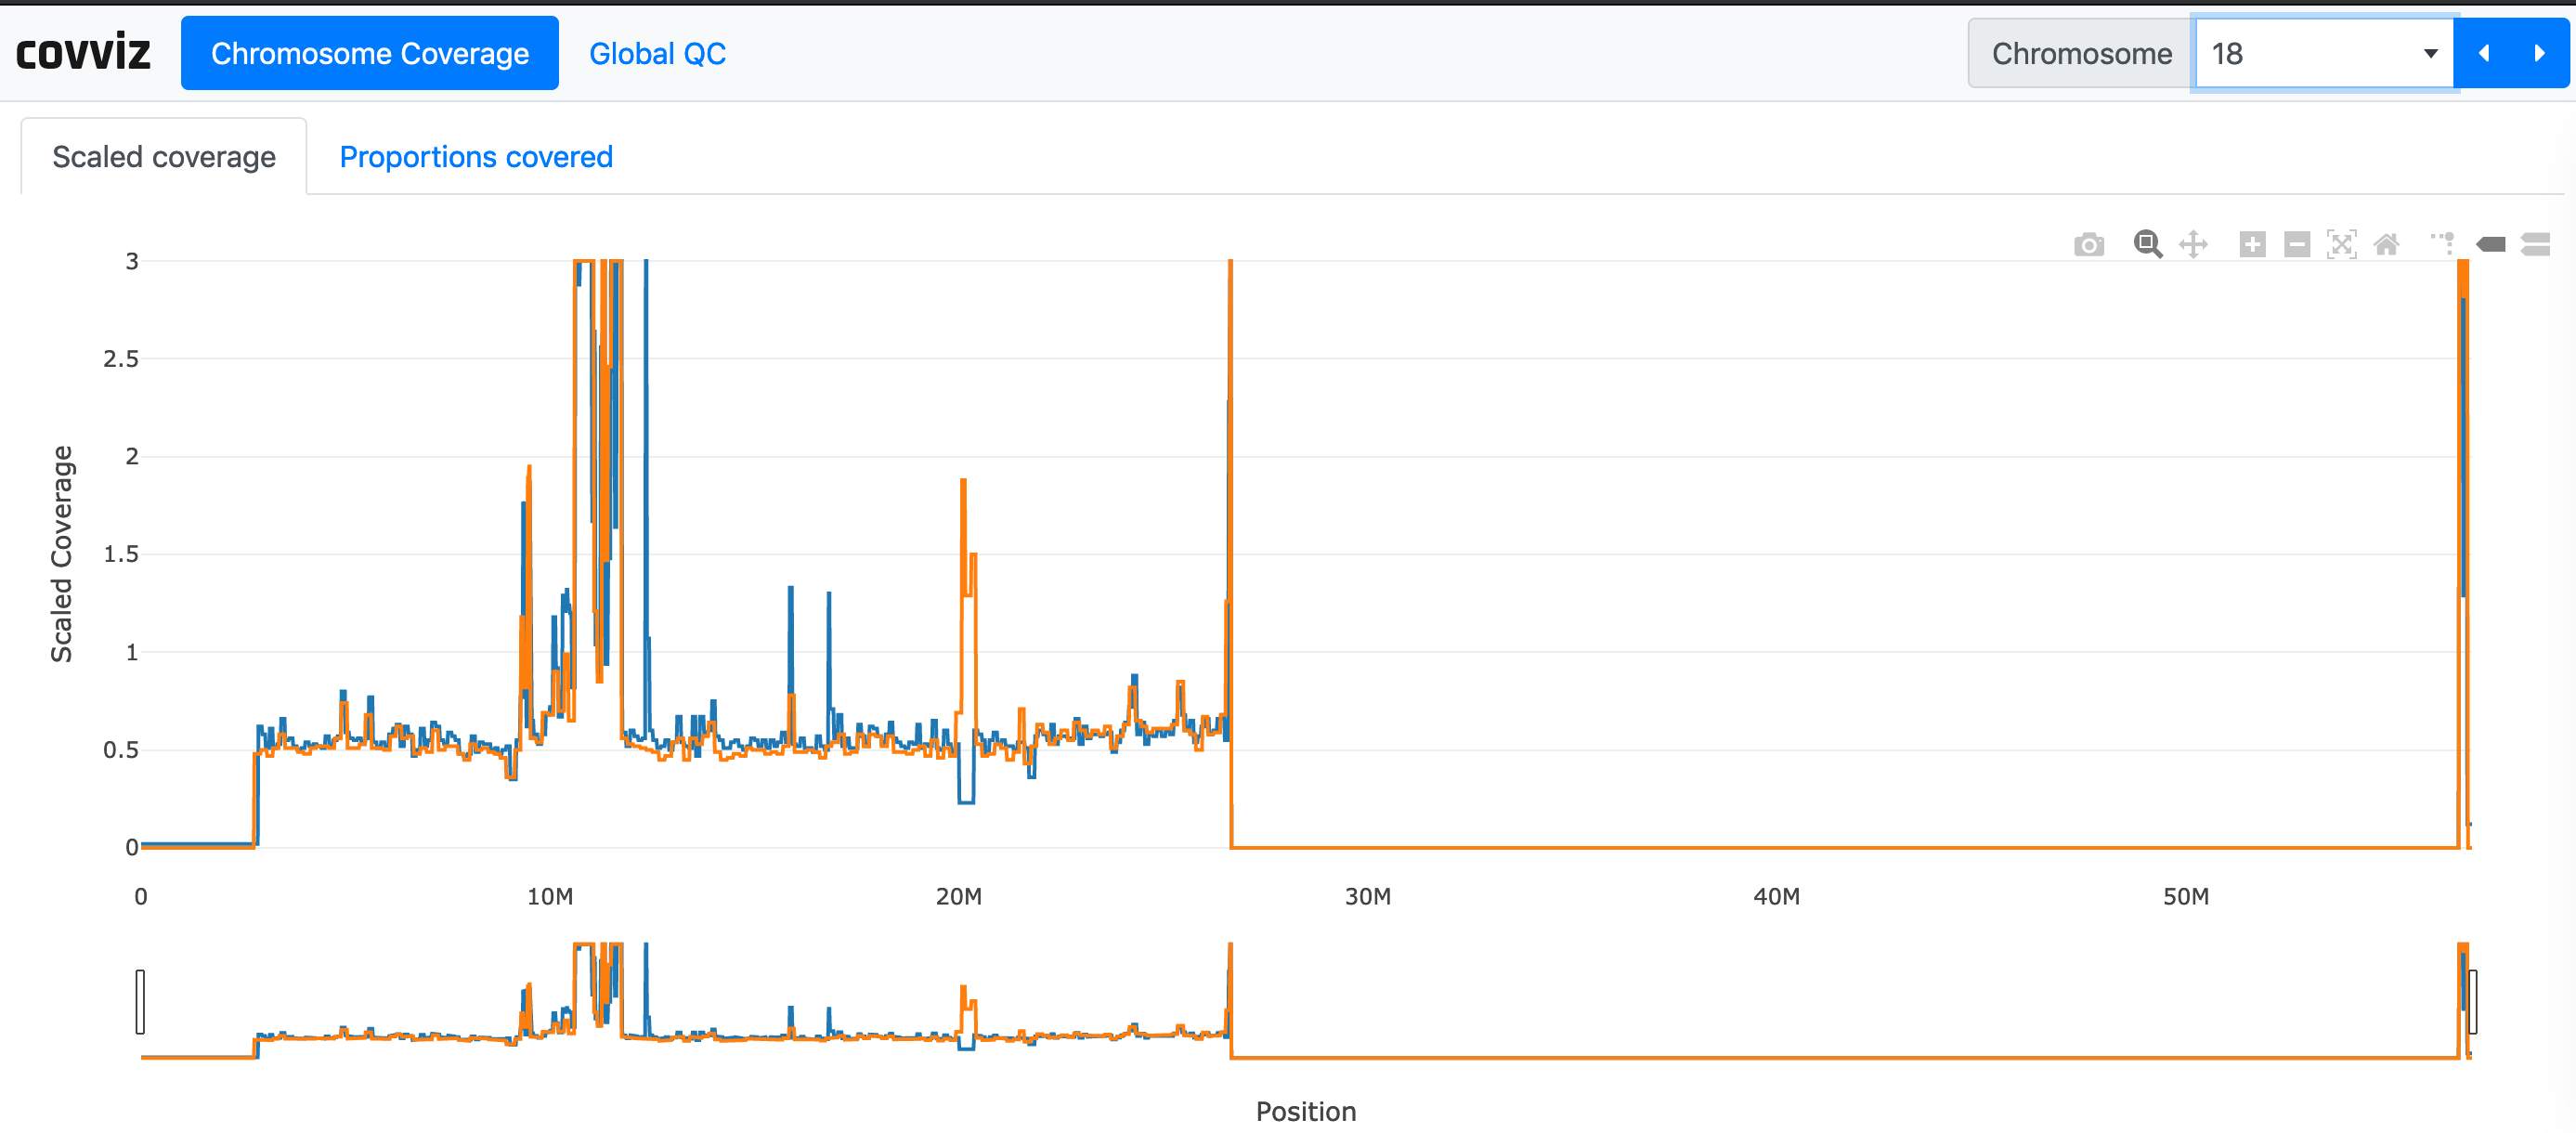 covviz Chromosome Coverage Global QC Chromosome 18
Scaled coverage Proportions covered
3
2.5
2
1.5
1
0.5
0
Scaled Coverage
0 10M 20M 30M 40M 50M
Position